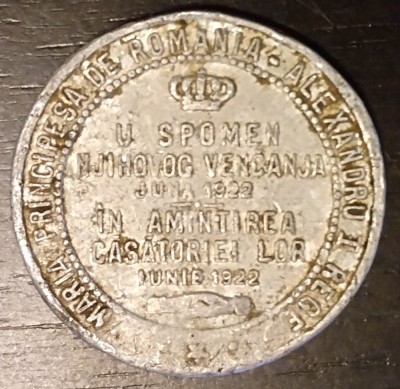 MARIA PRINCIPESA DE ROMANIA · ALEXANDRU I REGE
U SPOMEN
NJIHOVOG VENČANJA
JUNA 1922
ÎN AMINTIREA
CĂSĂTORIEI LOR
IUNIE 1922